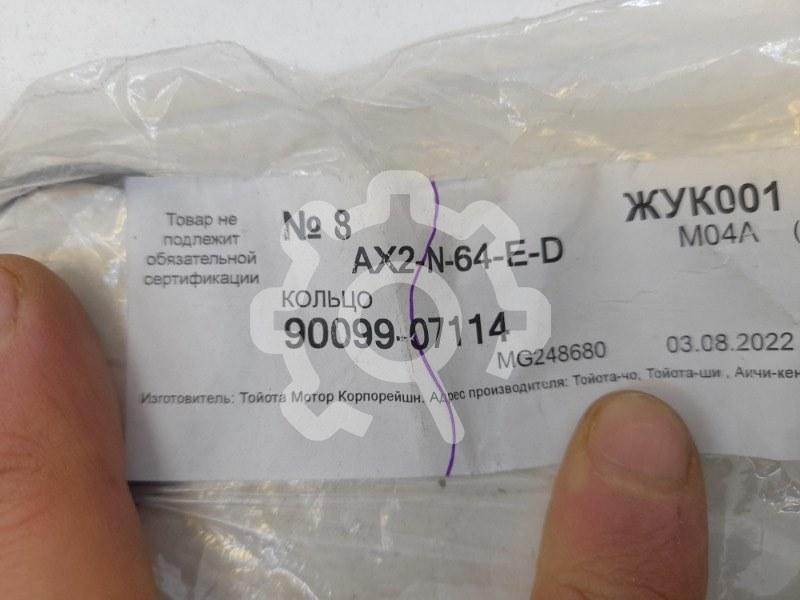 Товар не
подлежит
обязательной
сертификации
№ 8
AX2-N-64-E-D
КОЛЬЦО
90099-07114
ЖУК001
M04A (
MG248680 03.08.2022
Изготовитель: Тойота Мотор Корпорейшн, Адрес производителя: Тойота-чо, Тойота-ши , Аичи-кен